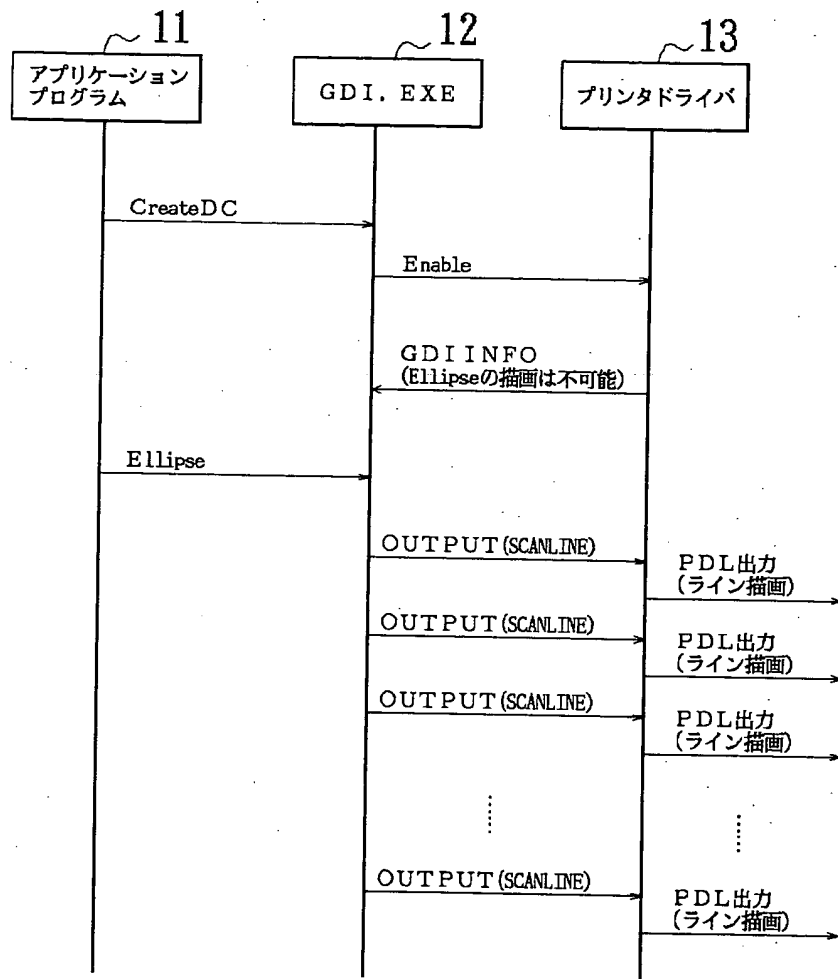 11
12
13
アプリケーション
プログラム
GDI. EXE
プリンタドライバ
CreateDC
Enable
GDIINFO
(Ellipseの描画は不可能)
Ellipse
OUTPUT(SCANLINE)
PDL出力
(ライン描画)
OUTPUT(SCANLINE)
PDL出力
(ライン描画)
OUTPUT(SCANLINE)
PDL出力
(ライン描画)
OUTPUT(SCANLINE)
PDL出力
(ライン描画)